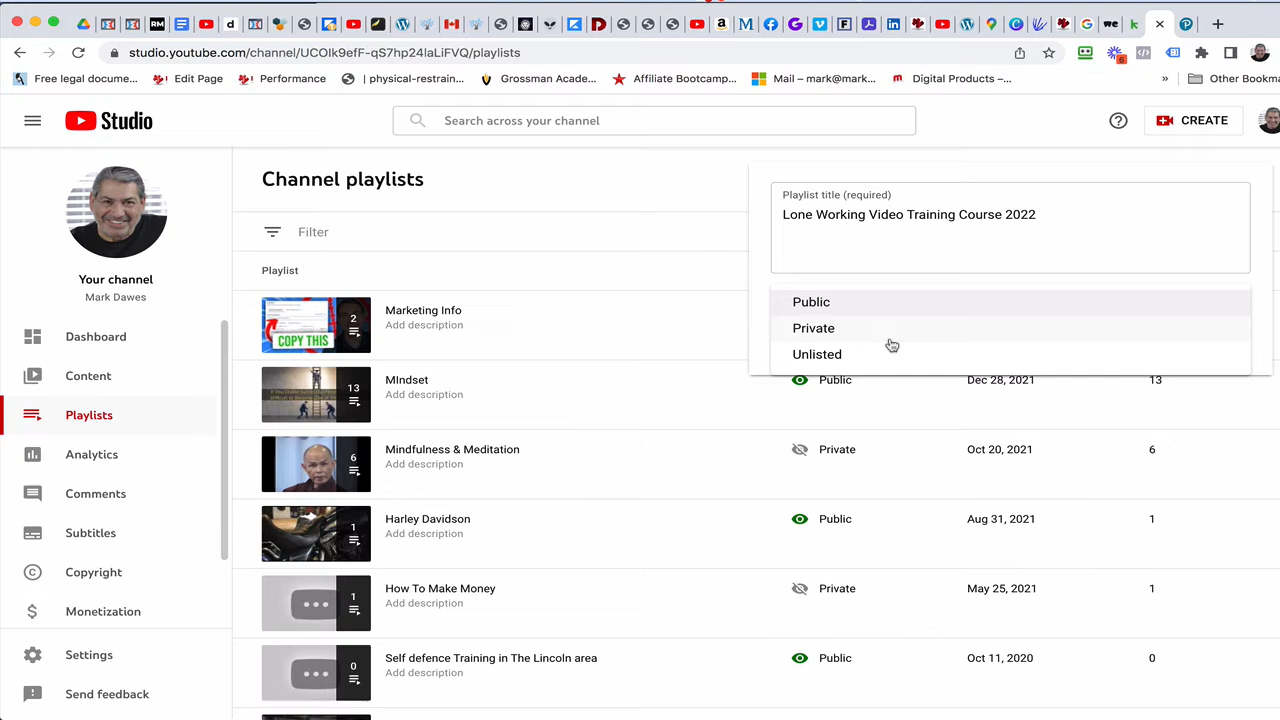 studio.youtube.com/channel/UCOIk9efF-qS7hp24laLiFVQ/playlists
6
Free legal docume...
Edit Page
Performance
| physical-restrain...
Grossman Acade...
Affiliate Bootcamp...
Mail – mark@mark...
Digital Products –...
»
Other Bookma
Studio
Search across your channel
CREATE
Your channel
Mark Dawes
Dashboard
Content
Playlists
Analytics
Comments
Subtitles
Copyright
Monetization
Settings
Send feedback
Channel playlists
Filter
Playlist
Playlist title (required)
Lone Working Video Training Course 2022
Public
Private
Unlisted
COPY THIS
2
Marketing Info
Add description
13
MIndset
Add description
Public
Dec 28, 2021
13
6
Mindfulness & Meditation
Add description
Private
Oct 20, 2021
6
1
Harley Davidson
Add description
Public
Aug 31, 2021
1
1
How To Make Money
Add description
Private
May 25, 2021
1
0
Self defence Training in The Lincoln area
Add description
Public
Oct 11, 2020
0